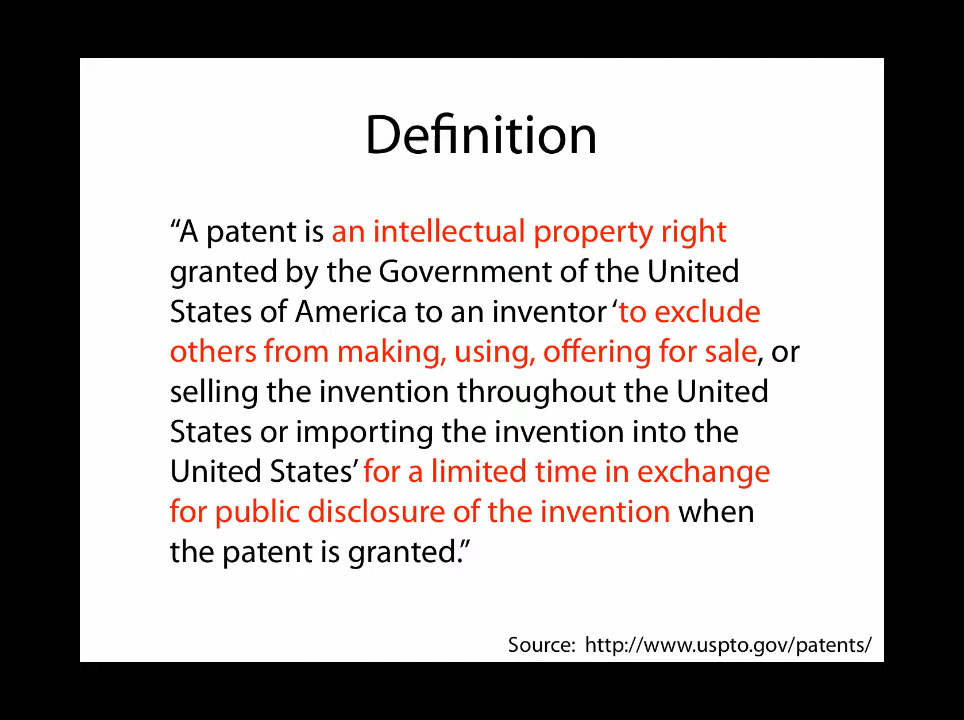 Definition
“A patent is an intellectual property right
granted by the Government of the United
States of America to an inventor ‘to exclude
others from making, using, offering for sale, or
selling the invention throughout the United
States or importing the invention into the
United States’ for a limited time in exchange
for public disclosure of the invention when
the patent is granted.”
Source:  http://www.uspto.gov/patents/